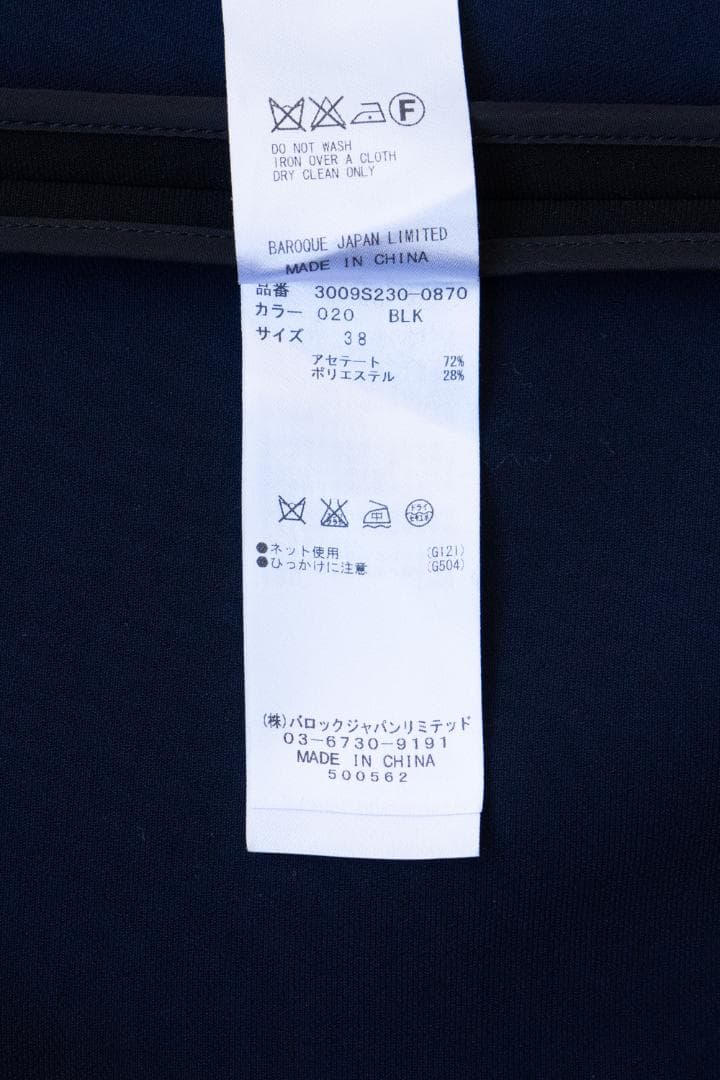 F
DO NOT WASH
IRON OVER A CLOTH
DRY CLEAN ONLY
BAROQUE JAPAN LIMITED
MADE IN CHINA
品番 3009S230-0870
カラー 020 BLK
サイズ 38
アセテート 72%
ポリエステル 28%
中 ドライ
●ネット使用 (G121)
●ひっかけに注意 (G504)
(株)バロックジャパンリミテッド
03-6730-9191
MADE IN CHINA
500562